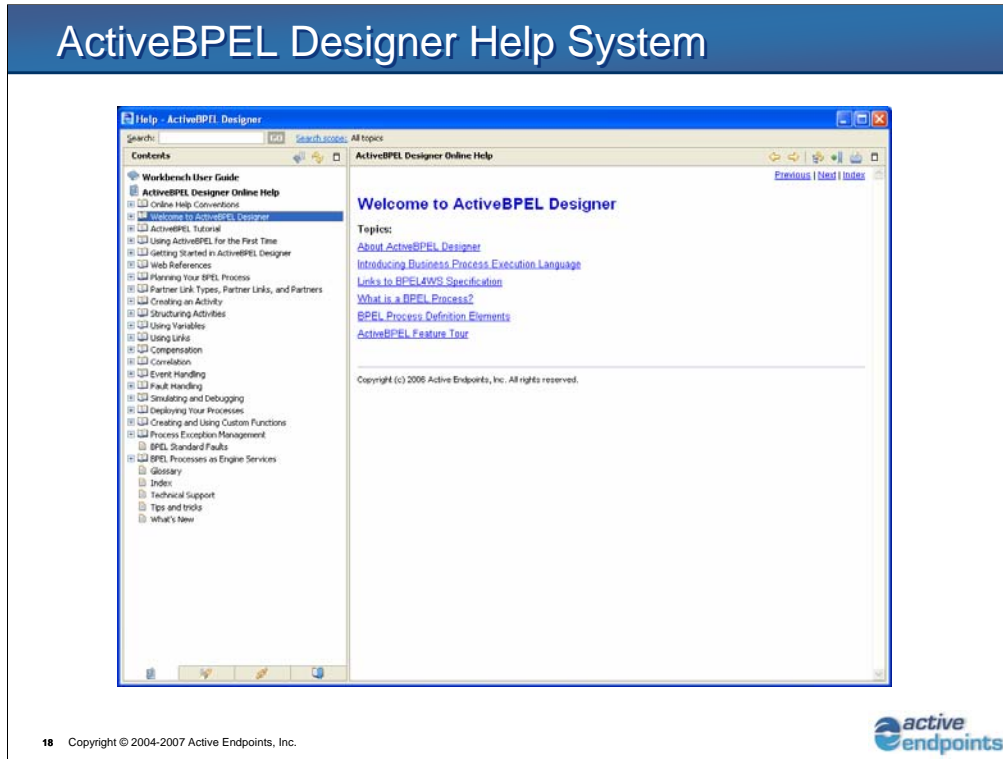 ActiveBPEL Designer Help System
Help - ActiveBPEL Designer
Search:
GO
Search scope: All topics
Contents
Workbench User Guide
ActiveBPEL Designer Online Help
Online Help Conventions
Welcome to ActiveBPEL Designer
ActiveBPEL Tutorial
Using ActiveBPEL for the First Time
Getting Started in ActiveBPEL Designer
Web References
Planning Your BPEL Process
Partner Link Types, Partner Links, and Partners
Creating an Activity
Structuring Activities
Using Variables
Using Links
Compensation
Correlation
Event Handling
Fault Handling
Simulating and Debugging
Deploying Your Processes
Creating and Using Custom Functions
Process Exception Management
BPEL Standard Faults
BPEL Processes as Engine Services
Glossary
Index
Technical Support
Tips and tricks
What's New
ActiveBPEL Designer Online Help
Previous | Next | Index
Welcome to ActiveBPEL Designer
Topics:
About ActiveBPEL Designer
Introducing Business Process Execution Language
Links to BPEL4WS Specification
What is a BPEL Process?
BPEL Process Definition Elements
ActiveBPEL Feature Tour
Copyright (c) 2006 Active Endpoints, Inc. All rights reserved.
18 Copyright © 2004-2007 Active Endpoints, Inc.
active
endpoints